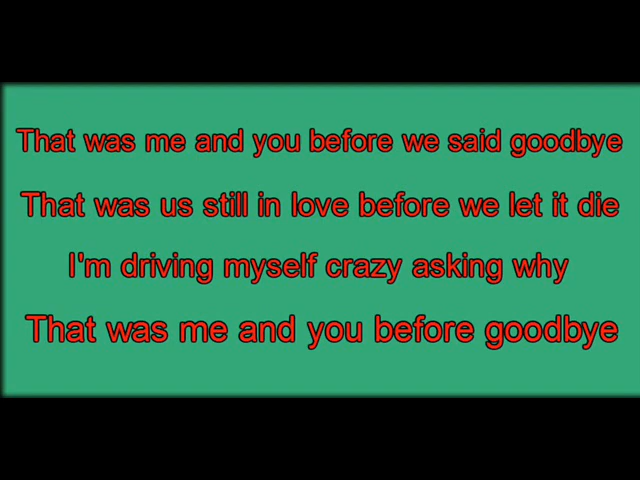 That was me and you before we said goodbye
That was us still in love before we let it die
I'm driving myself crazy asking why
That was me and you before goodbye